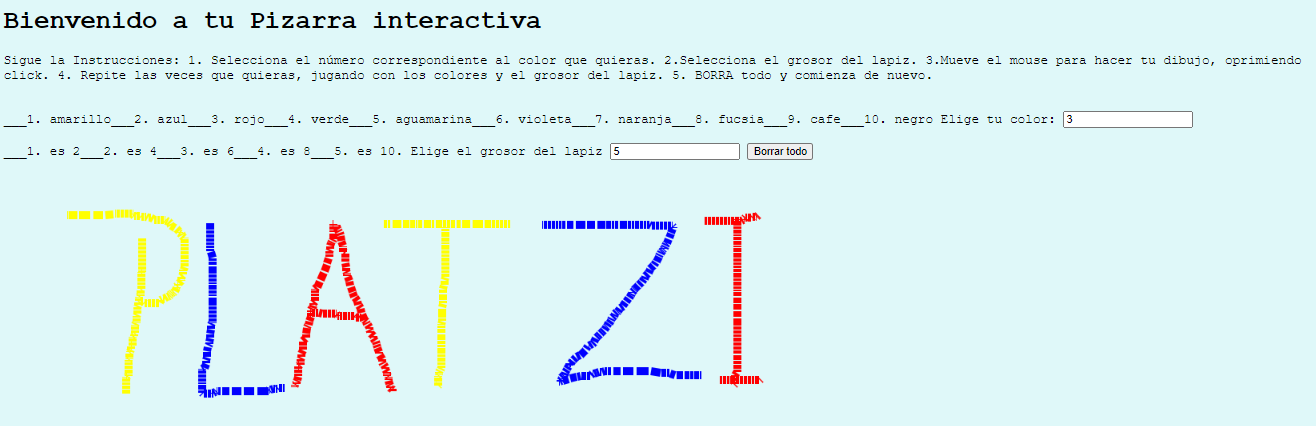 Bienvenido a tu Pizarra interactiva
Sigue la Instrucciones: 1. Selecciona el número correspondiente al color que quieras. 2.Selecciona el grosor del lapiz. 3.Mueve el mouse para hacer tu dibujo, oprimiendo
click. 4. Repite las veces que quieras, jugando con los colores y el grosor del lapiz. 5. BORRA todo y comienza de nuevo.
___1. amarillo___2. azul___3. rojo___4. verde___5. aguamarina___6. violeta___7. naranja___8. fucsia___9. cafe___10. negro Elige tu color: 3
___1. es 2___2. es 4___3. es 6___4. es 8___5. es 10. Elige el grosor del lapiz 5 Borrar todo
PLATZI